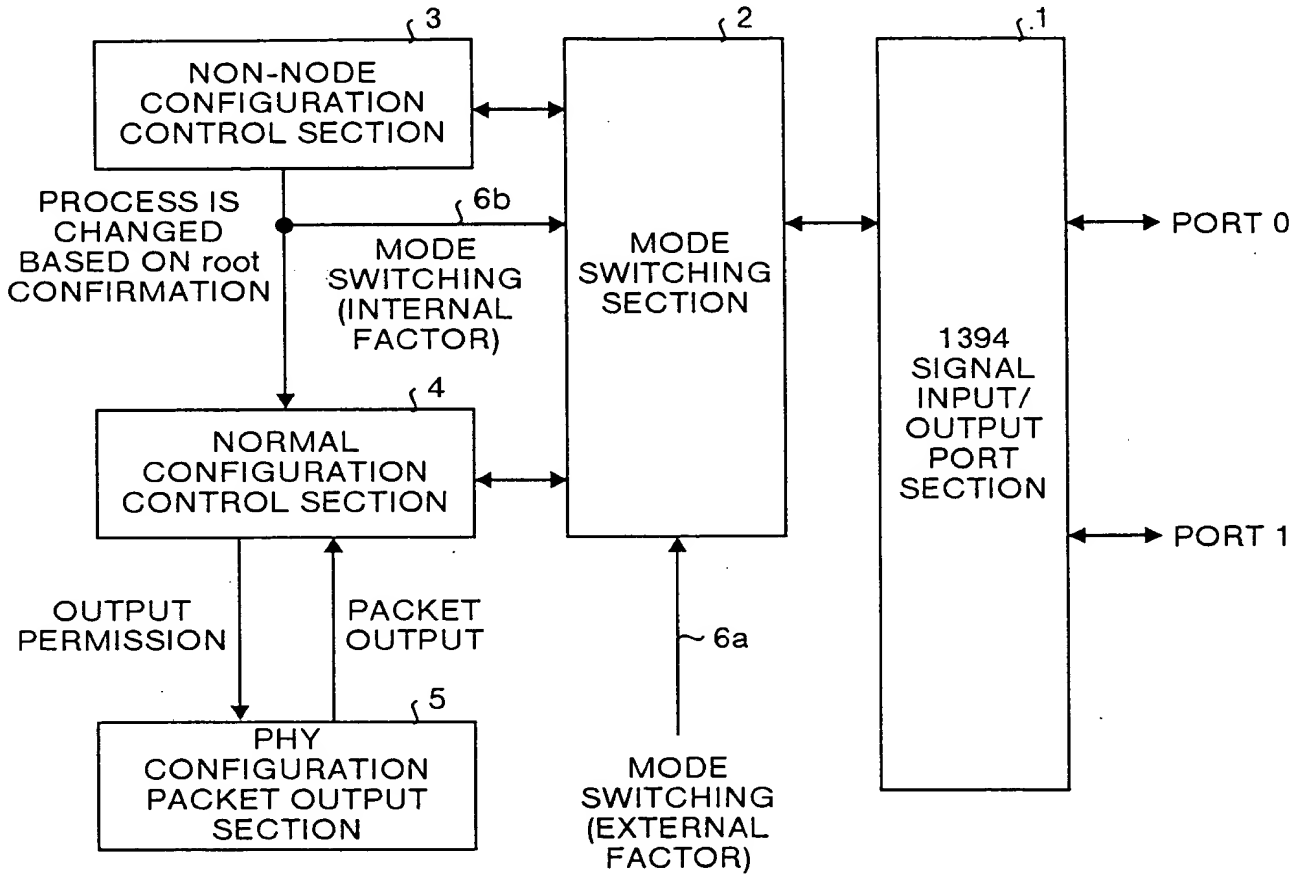 3
NON-NODE
CONFIGURATION
CONTROL SECTION
2
MODE
SWITCHING
SECTION
1
1394
SIGNAL
INPUT/
OUTPUT
PORT
SECTION
PORT 0
PORT 1
PROCESS IS
CHANGED
BASED ON root
CONFIRMATION
6b
MODE
SWITCHING
(INTERNAL
FACTOR)
4
NORMAL
CONFIGURATION
CONTROL SECTION
OUTPUT
PERMISSION
PACKET
OUTPUT
5
PHY
CONFIGURATION
PACKET OUTPUT
SECTION
6a
MODE
SWITCHING
(EXTERNAL
FACTOR)